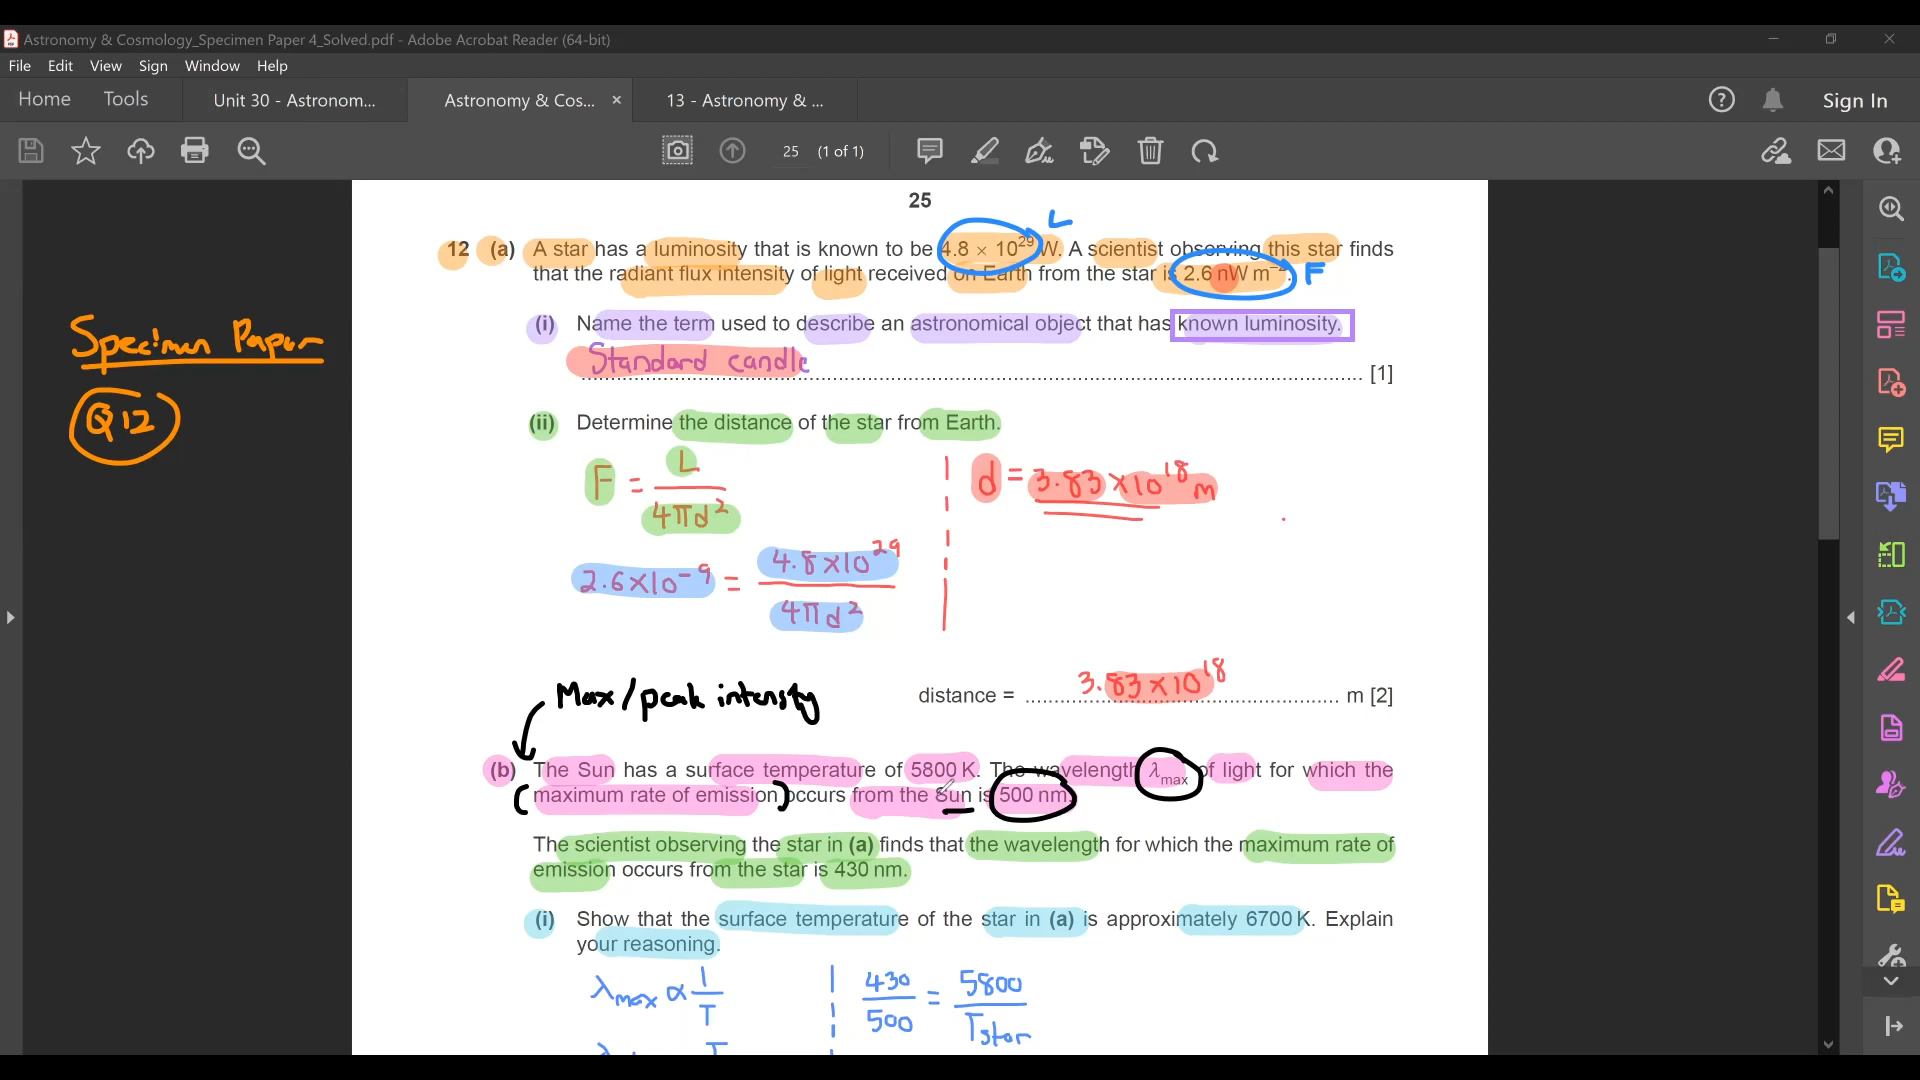 Astronomy & Cosmology_Specimen Paper 4_Solved.pdf - Adobe Acrobat Reader (64-bit)
File Edit View Sign Window Help
Home Tools Unit 30 - Astronom... Astronomy & Cos... × 13 - Astronomy & ... Sign In
25 (1 of 1)
25
Specimen Paper
Q12
L
12 (a) A star has a luminosity that is known to be 4.8 × 10²⁹ W. A scientist observing this star finds
that the radiant flux intensity of light received on Earth from the star is 2.6 nW m⁻². F
(i) Name the term used to describe an astronomical object that has known luminosity.
Standard candle
[1]
(ii) Determine the distance of the star from Earth.
F = L / 4πd²
d = 3.83 × 10¹⁸ m
2.6×10⁻⁹ = 4.8×10²⁹ / 4πd²
distance = 3.83×10¹⁸ m [2]
Max/peak intensity
(b) The Sun has a surface temperature of 5800 K. The wavelength λmax of light for which the
(maximum rate of emission) occurs from the Sun is 500 nm.
The scientist observing the star in (a) finds that the wavelength for which the maximum rate of
emission occurs from the star is 430 nm.
(i) Show that the surface temperature of the star in (a) is approximately 6700 K. Explain
your reasoning.
λmax ∝ 1/T
430/500 = 5800/Tstar